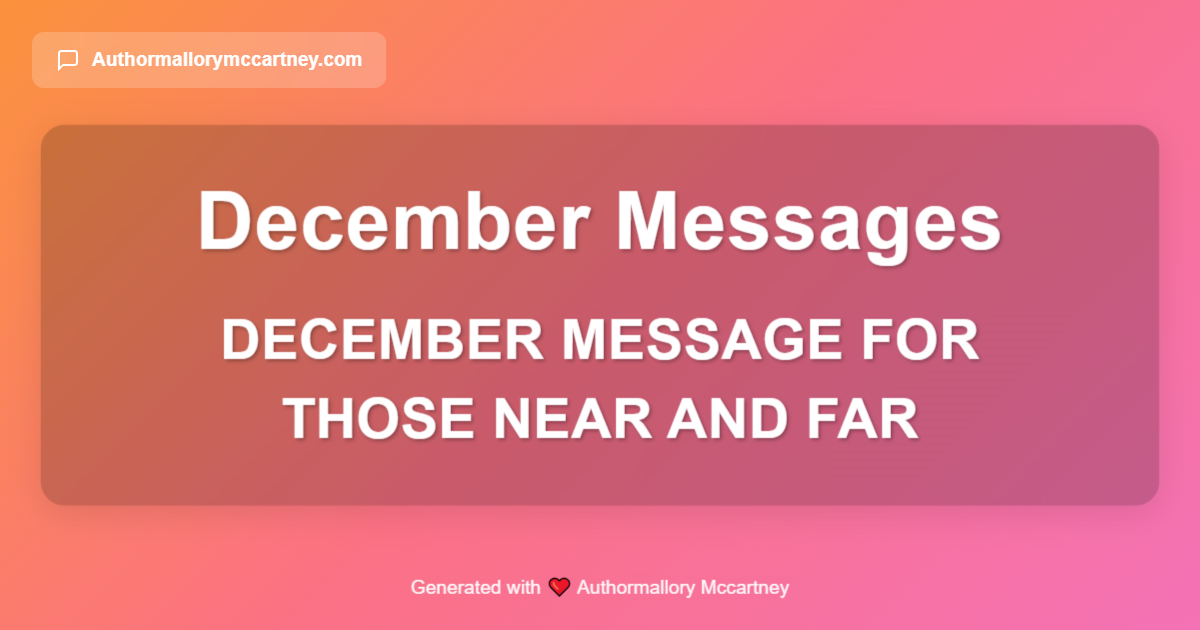 Authormallorymccartney.com
December Messages
DECEMBER MESSAGE FOR
THOSE NEAR AND FAR
Generated with ❤️ Authormallory Mccartney